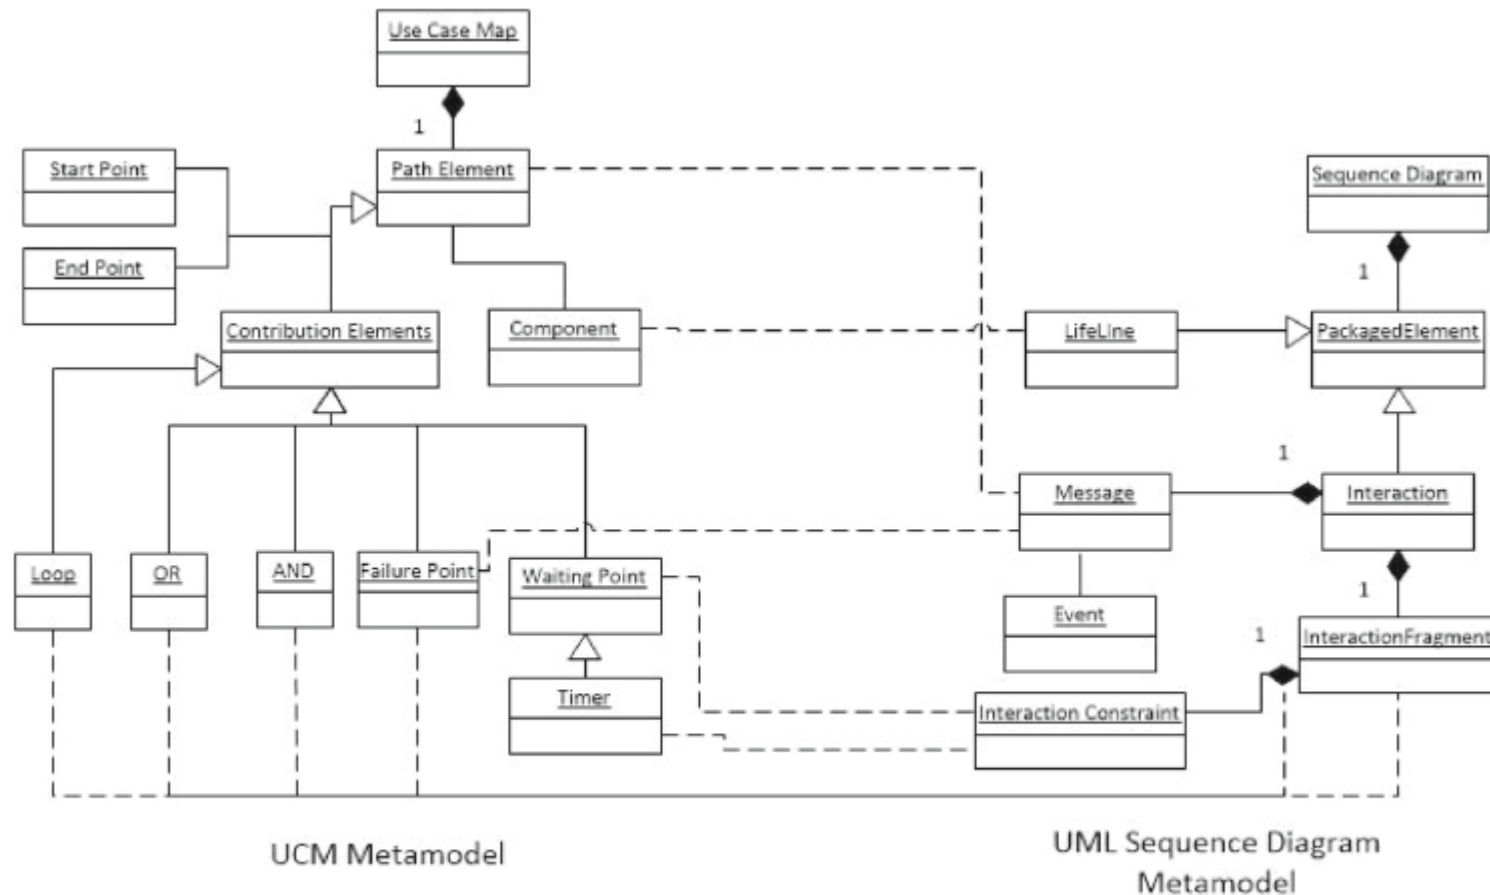 Use Case Map
1
Start Point
Path Element
Sequence Diagram
End Point
1
Contribution Elements
Component
LifeLIne
PackagedElement
1
Message
Interaction
Loop
OR
AND
Failure Point
Waiting Point
1
Event
1
InteractionFragment
Timer
Interaction Constraint
UCM Metamodel
UML Sequence Diagram
Metamodel